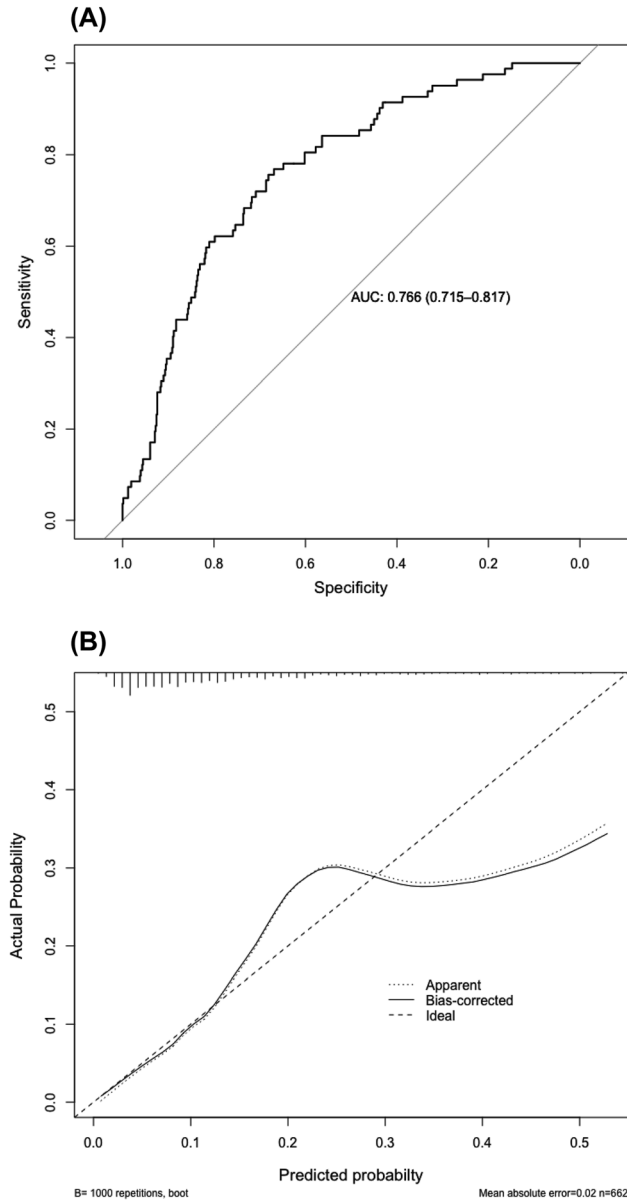 (A)
1.0
0.8
0.6
0.4
0.2
0.0
Sensitivity
AUC: 0.766 (0.715–0.817)
1.0 0.8 0.6 0.4 0.2 0.0
Specificity
(B)
0.5
0.4
0.3
0.2
0.1
0.0
Actual Probability
Apparent
Bias-corrected
Ideal
0.0 0.1 0.2 0.3 0.4 0.5
Predicted probabilty
B= 1000 repetitions, boot
Mean absolute error=0.02 n=662